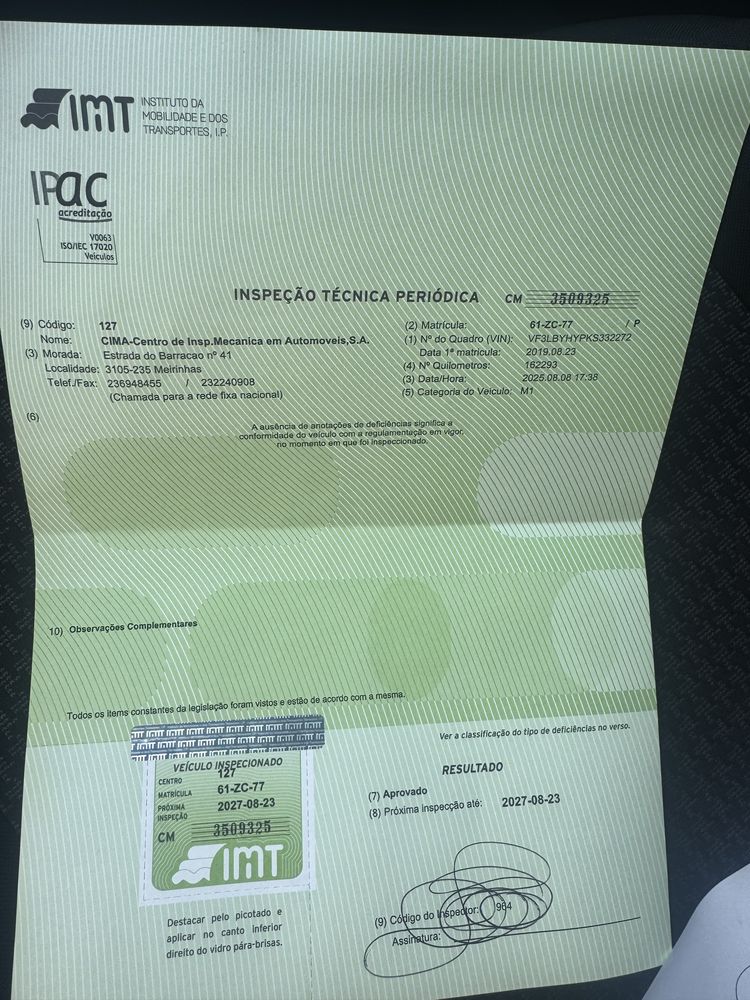 IMT INSTITUTO DA
MOBILIDADE E DOS
TRANSPORTES, I.P.
IPAC
acreditação
V0063
ISO/IEC 17020
Veículos
INSPEÇÃO TÉCNICA PERIÓDICA CM 3509325
(9) Código: 127
Nome: CIMA-Centro de Insp.Mecanica em Automoveis,S.A.
(3) Morada: Estrada do Barracao nº 41
Localidade: 3105-235 Meirinhas
Telef./Fax: 236948455 / 232240908
(Chamada para a rede fixa nacional)
(2) Matrícula: 61-ZC-77 / P
(1) Nº do Quadro (VIN): VF3LBYHYPKS332272
Data 1ª matricula: 2019.08.23
(4) Nº Quilometros: 162293
(3) Data/Hora: 2025.08.08 17:38
(5) Categoria do Veículo: M1
(6)
A ausência de anotações de deficiências significa a
conformidade do veículo com a regulamentação em vigor,
no momento em que foi inspeccionado.
10) Observações Complementares
Todos os items constantes da legislação foram vistos e estão de acordo com a mesma.
Ver a classificação do tipo de deficiências no verso.
VEÍCULO INSPECIONADO
CENTRO 127
MATRÍCULA 61-ZC-77
PRÓXIMA
INSPEÇÃO 2027-08-23
CM 3509325
IMT
Destacar pelo picotado e
aplicar no canto inferior
direito do vidro pára-brisas.
RESULTADO
(7) Aprovado
(8) Próxima inspecção até: 2027-08-23
(9) Código do Inspector: 964
Assinatura: